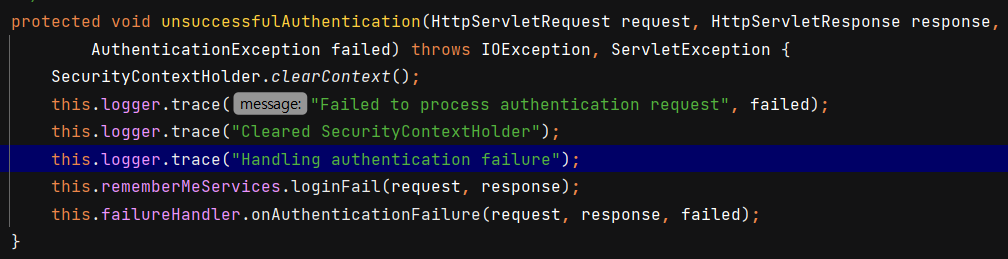 protected void unsuccessfulAuthentication(HttpServletRequest request, HttpServletResponse response,
AuthenticationException failed) throws IOException, ServletException {
SecurityContextHolder.clearContext();
this.logger.trace( message: "Failed to process authentication request", failed);
this.logger.trace("Cleared SecurityContextHolder");
this.logger.trace("Handling authentication failure");
this.rememberMeServices.loginFail(request, response);
this.failureHandler.onAuthenticationFailure(request, response, failed);
}